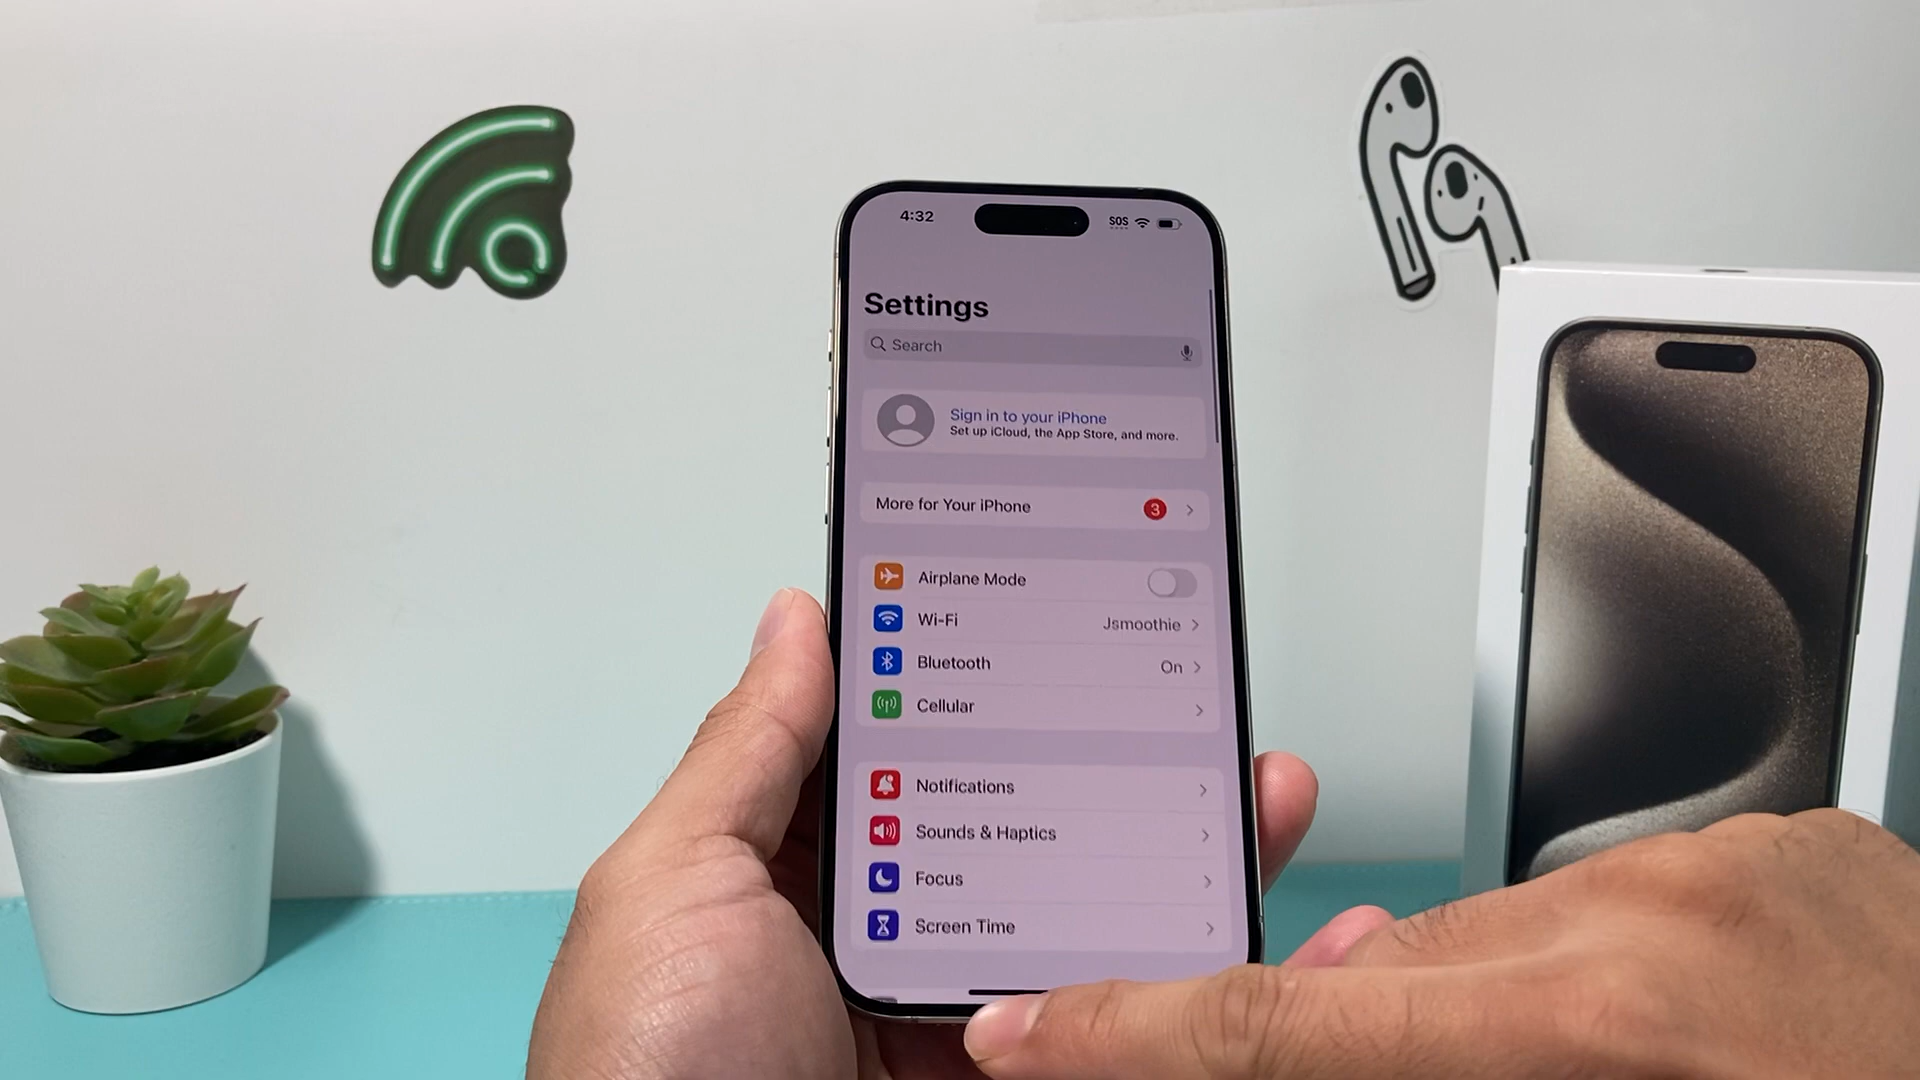 4:32
SOS
Settings
Search
Sign in to your iPhone
Set up iCloud, the App Store, and more.
More for Your iPhone
3
Airplane Mode
Wi-Fi
Jsmoothie
Bluetooth
On
Cellular
Notifications
Sounds & Haptics
Focus
Screen Time